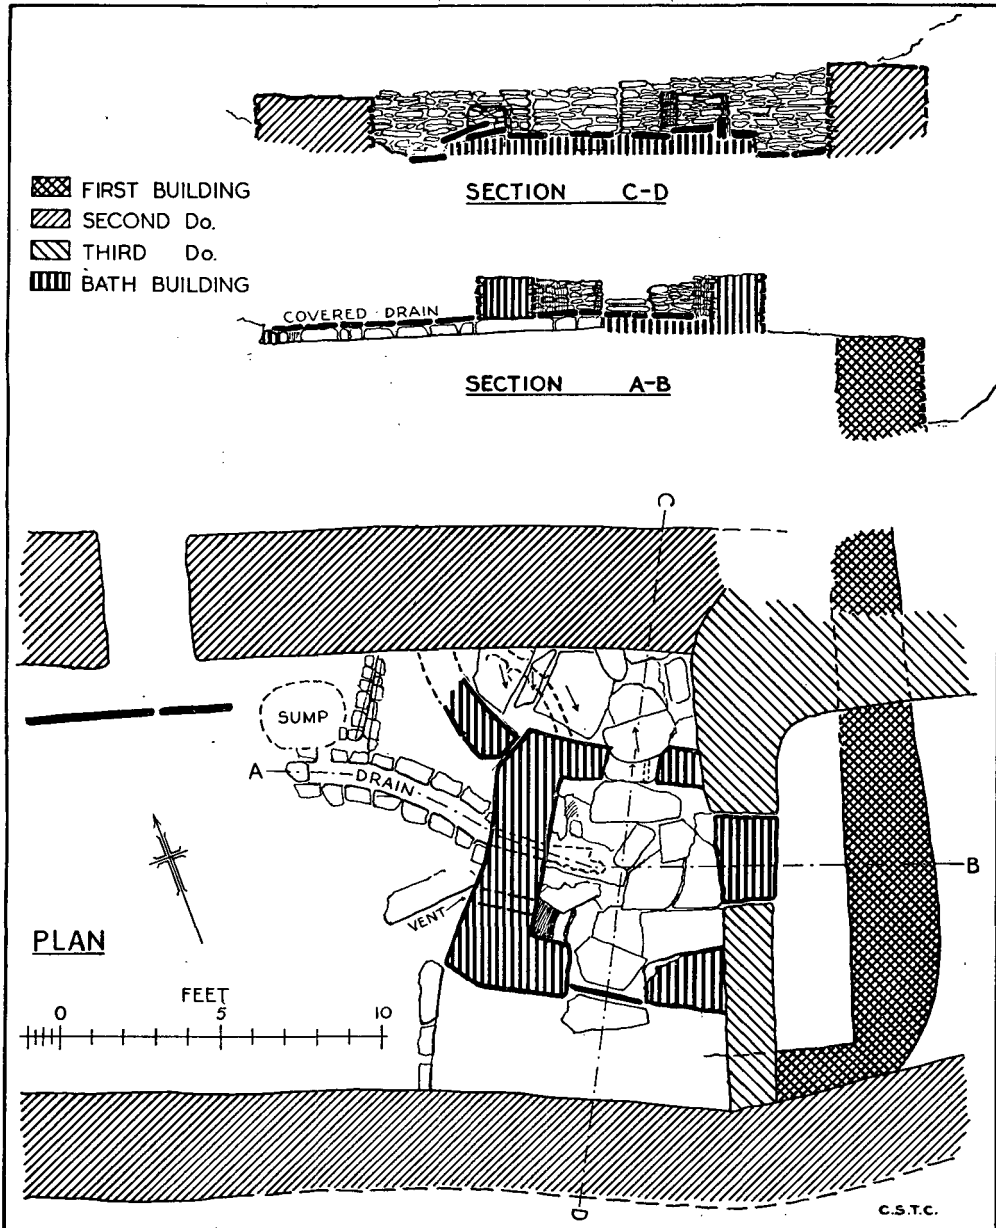 SECTION C-D
FIRST BUILDING
SECOND Do.
THIRD Do.
BATH BUILDING
COVERED DRAIN
SECTION A-B
C
SUMP
A
DRAIN
B
VENT
PLAN
FEET
0 5 10
D
C.S.T.C.